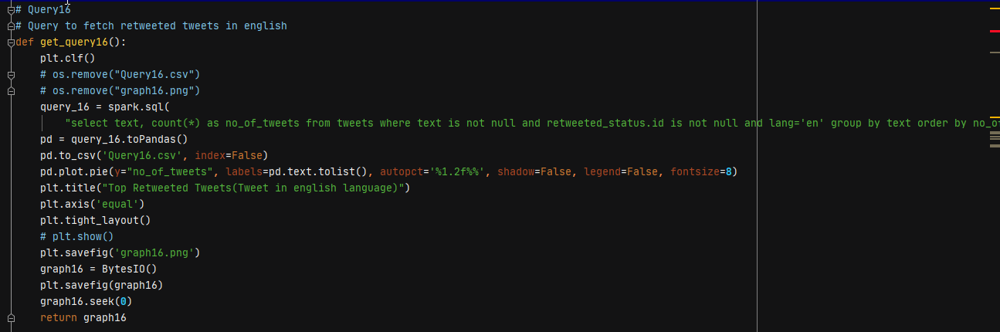 # Query16
# Query to fetch retweeted tweets in english
def get_query16():
    plt.clf()
    # os.remove("Query16.csv")
    # os.remove("graph16.png")
    query_16 = spark.sql(
        "select text, count(*) as no_of_tweets from tweets where text is not null and retweeted_status.id is not null and lang='en' group by text order by
    pd = query_16.toPandas()
    pd.to_csv('Query16.csv', index=False)
    pd.plot.pie(y="no_of_tweets", labels=pd.text.tolist(), autopct='%1.2f%%', shadow=False, legend=False, fontsize=8)
    plt.title("Top Retweeted Tweets(Tweet in english language)")
    plt.axis('equal')
    plt.tight_layout()
    # plt.show()
    plt.savefig('graph16.png')
    graph16 = BytesIO()
    plt.savefig(graph16)
    graph16.seek(0)
    return graph16